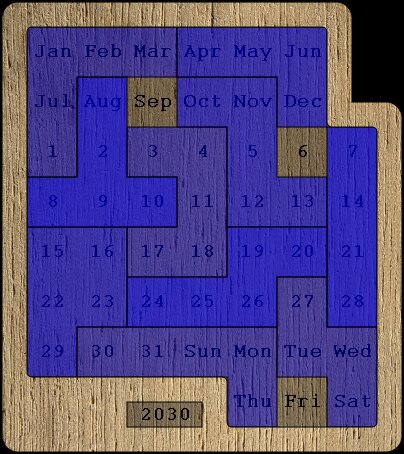 Jan Feb Mar Apr May Jun
Jul Aug Sep Oct Nov Dec
1 2 3 4 5 6 7
8 9 10 11 12 13 14
15 16 17 18 19 20 21
22 23 24 25 26 27 28
29 30 31 Sun Mon Tue Wed
Thu Fri Sat
2030